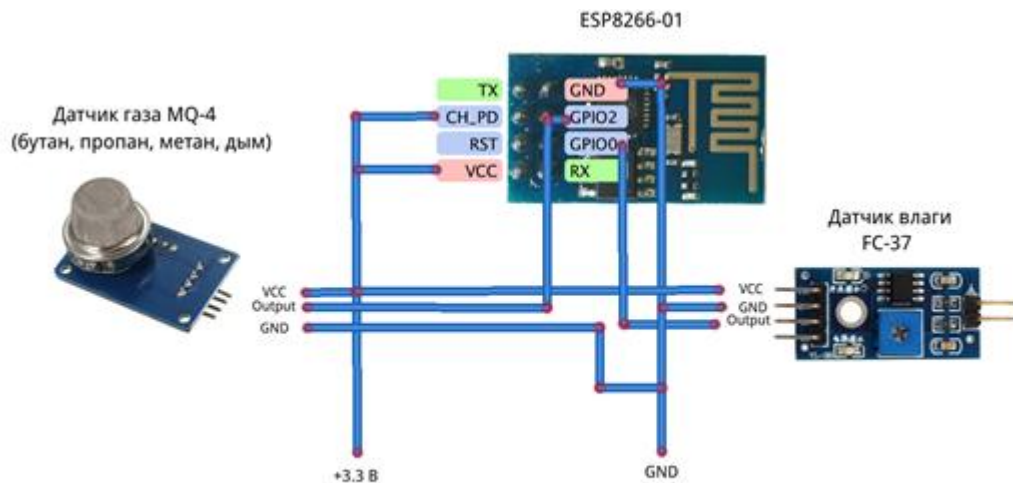 ESP8266-01
Датчик газа MQ-4
(бутан, пропан, метан, дым)
TX
GND
CH_PD
GPIO2
RST
GPIO0
VCC
RX
Датчик влаги
FC-37
VCC
Output
GND
VCC
GND
Output
+3.3 В
GND